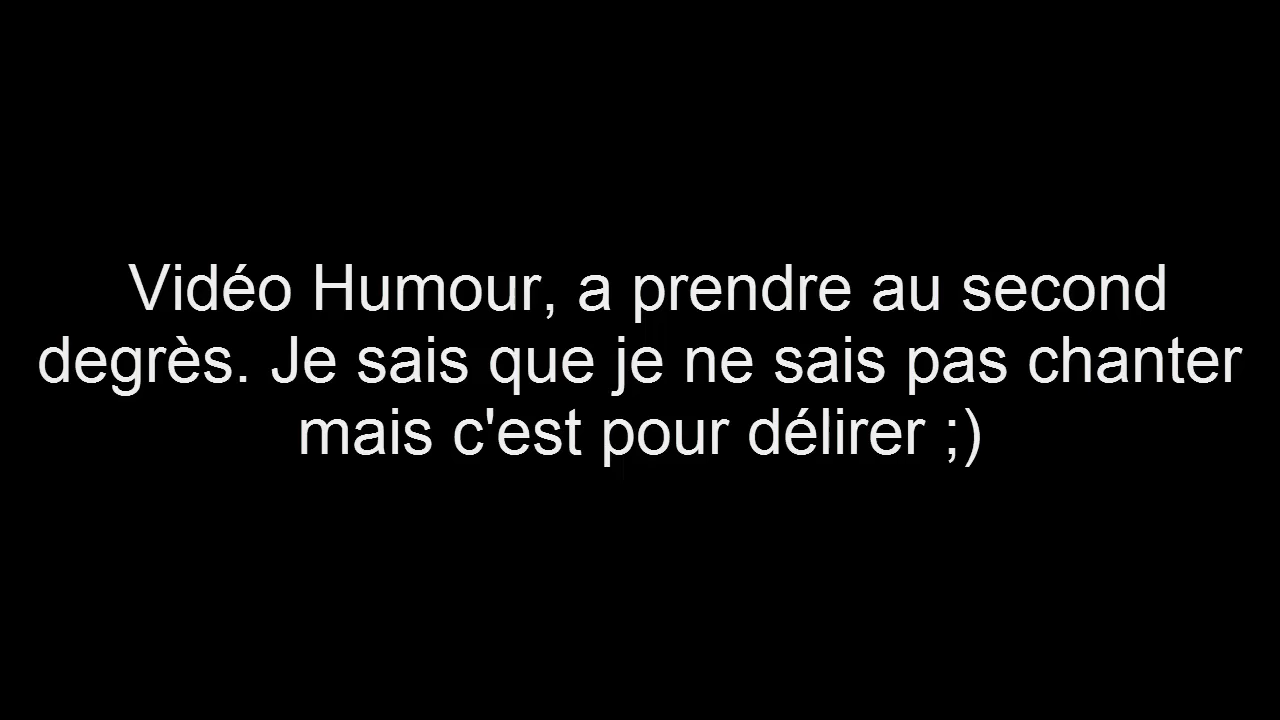 Vidéo Humour, a prendre au second
degrès. Je sais que je ne sais pas chanter
mais c'est pour délirer ;)